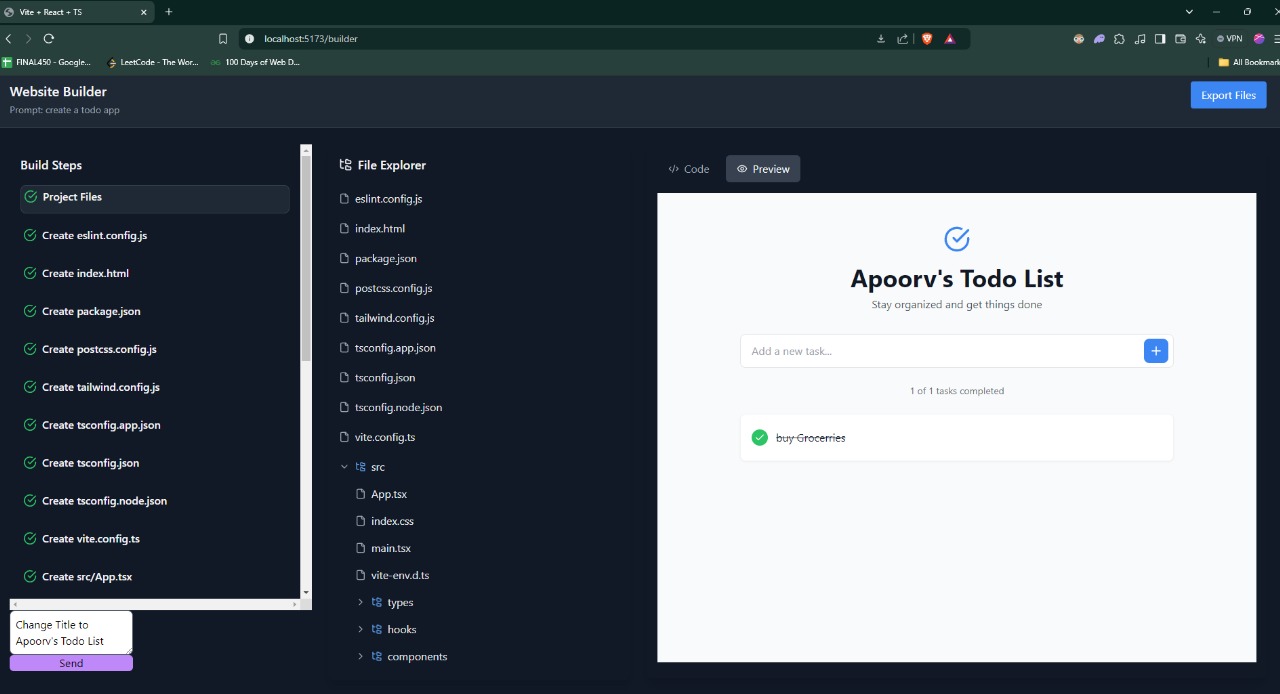 Vite + React + TS
localhost:5173/builder
VPN
FINAL450 - Google...
LeetCode - The Wor...
100 Days of Web D...
All Bookmark
Website Builder
Prompt: create a todo app
Export Files
Build Steps
Project Files
Create eslint.config.js
Create index.html
Create package.json
Create postcss.config.js
Create tailwind.config.js
Create tsconfig.app.json
Create tsconfig.json
Create tsconfig.node.json
Create vite.config.ts
Create src/App.tsx
Change Title to
Apoorv's Todo List
Send
File Explorer
eslint.config.js
index.html
package.json
postcss.config.js
tailwind.config.js
tsconfig.app.json
tsconfig.json
tsconfig.node.json
vite.config.ts
src
App.tsx
index.css
main.tsx
vite-env.d.ts
types
hooks
components
</> Code
Preview
Apoorv's Todo List
Stay organized and get things done
Add a new task...
1 of 1 tasks completed
buy Groceries